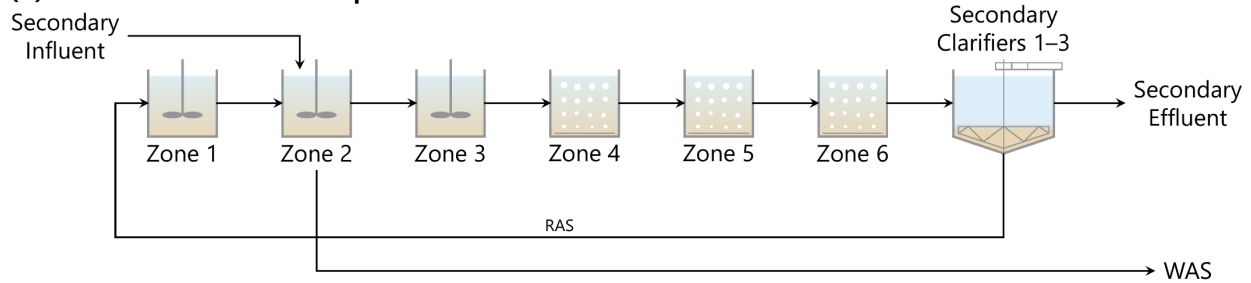 Secondary
Influent
Secondary
Clarifiers 1–3
Secondary
Effluent
Zone 1
Zone 2
Zone 3
Zone 4
Zone 5
Zone 6
RAS
WAS